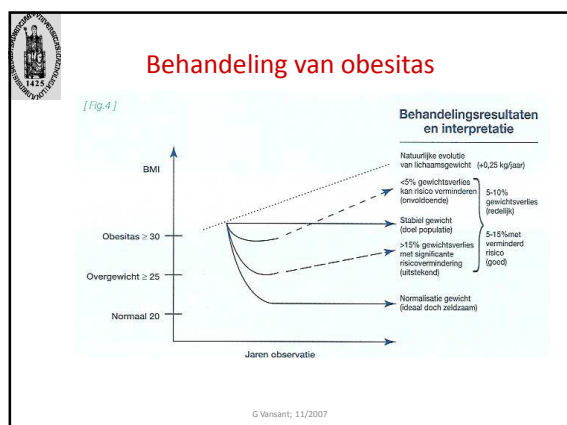 Behandeling van obesitas
1425
[ Fig.4 ]
Behandelingsresultaten
en interpretatie
BMI
Natuurlijke evolutie
van lichaamsgewicht (+0,25 kg/jaar)
<5% gewichtsverlies
kan risico verminderen
(onvoldoende)
5-10%
gewichtsverlies
(redelijk)
Stabiel gewicht
(doel populatie)
5-15%met
verminderd
risico
(goed)
>15% gewichtsverlies
met significante
risicovermindering
(uitstekend)
Normalisatie gewicht
(ideaal doch zeldzaam)
Obesitas ≥ 30
Overgewicht ≥ 25
Normaal 20
Jaren observatie
G Vansant; 11/2007